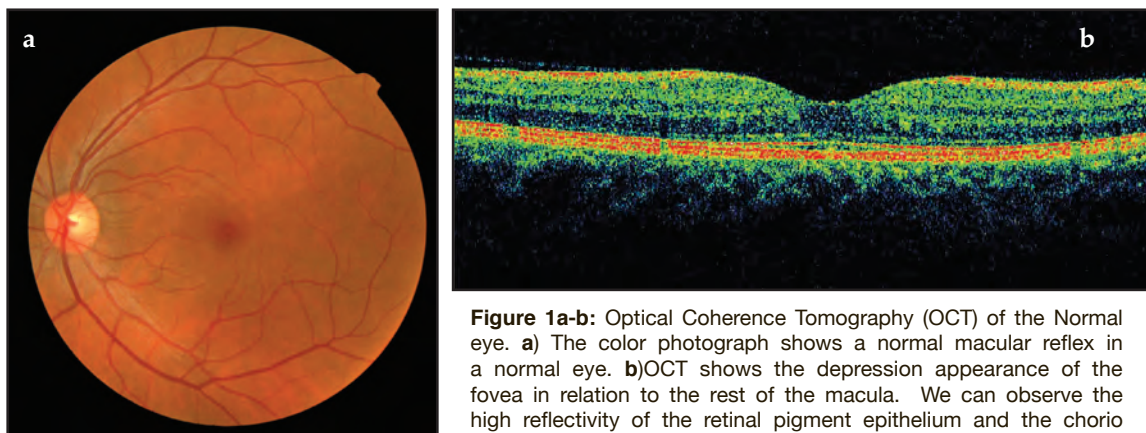 a
b
Figure 1a-b: Optical Coherence Tomography (OCT) of the Normal
eye. a) The color photograph shows a normal macular reflex in
a normal eye. b)OCT shows the depression appearance of the
fovea in relation to the rest of the macula. We can observe the
high reflectivity of the retinal pigment epithelium and the chorio